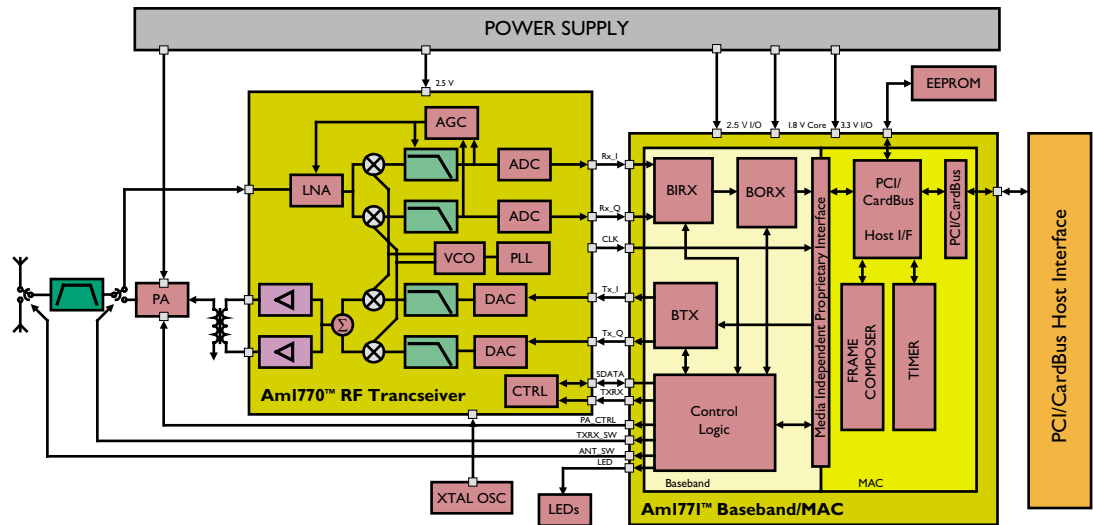 POWER SUPPLY
2.5 V
2.5 V I/O
1.8 V Core
3.3 V I/O
EEPROM
AGC
LNA
ADC
ADC
VCO
PLL
DAC
DAC
Σ
CTRL
PA
Am1770™ RF Trancseiver
XTAL OSC
Rx_I
Rx_Q
CLK
Tx_I
Tx_Q
SDATA
TXRX
PA_CTRL
TXRX_SW
ANT_SW
LED
LEDs
BIRX
BORX
BTX
Control
Logic
Baseband
Media Independent Proprietary Interface
PCI/
CardBus
Host I/F
PCI/CardBus
FRAME
COMPOSER
TIMER
MAC
Am1771™ Baseband/MAC
PCI/CardBus Host Interface